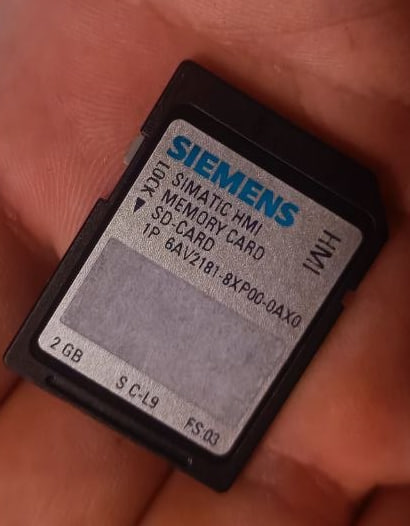 SIEMENS
SIMATIC HMI
MEMORY CARD
SD-CARD
1P 6AV2181-8XP00-0AX0
LOCK
HMI
2 GB
S C-L9
FS:03